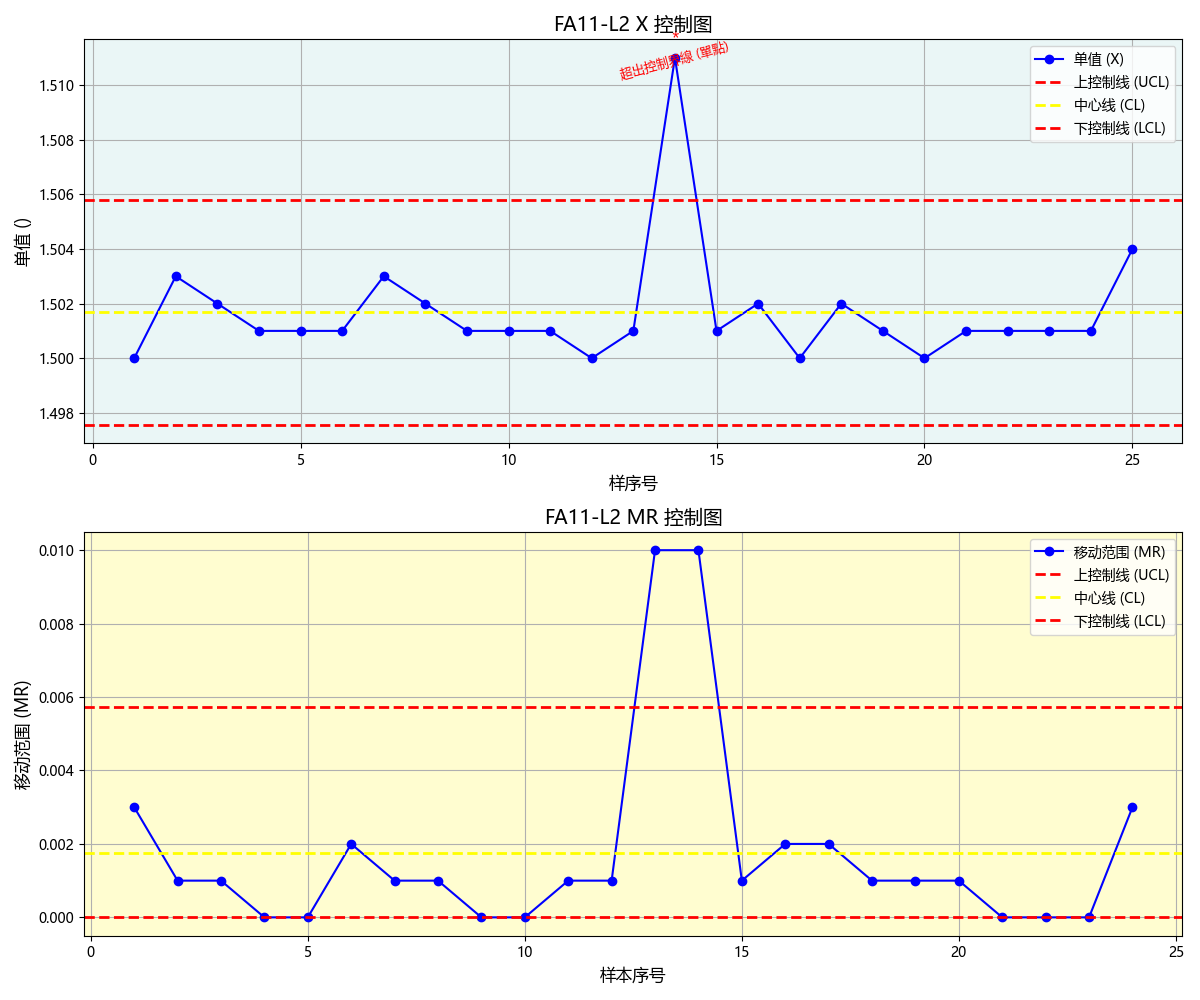 FA11-L2 X 控制图
*
超出控制界線 (單點)
单值 (X)
上控制线 (UCL)
中心线 (CL)
下控制线 (LCL)
单值 ()
1.510
1.508
1.506
1.504
1.502
1.500
1.498
0 5 10 15 20 25
样序号
FA11-L2 MR 控制图
移动范围 (MR)
上控制线 (UCL)
中心线 (CL)
下控制线 (LCL)
移动范围 (MR)
0.010
0.008
0.006
0.004
0.002
0.000
0 5 10 15 20 25
样本序号